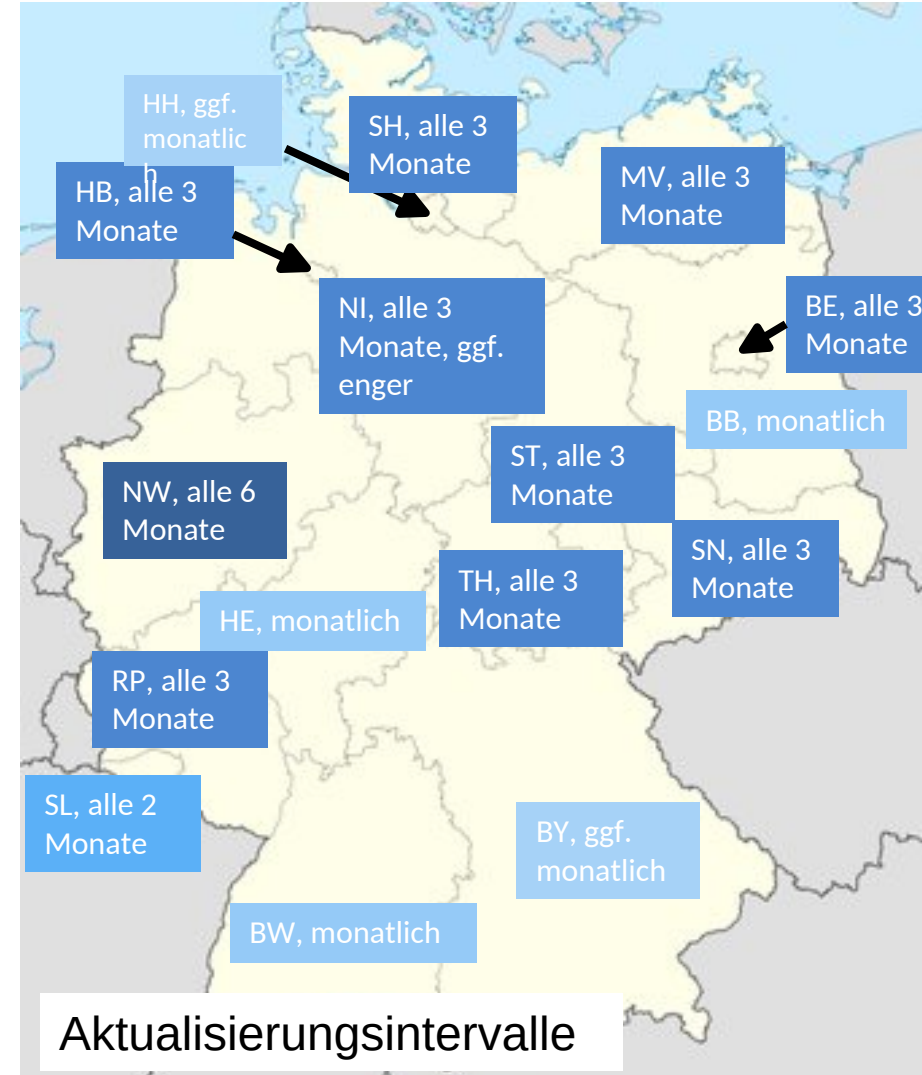 HH, ggf.
monatlic
h
SH, alle 3
Monate
HB, alle 3
Monate
MV, alle 3
Monate
NI, alle 3
Monate, ggf.
enger
BE, alle 3
Monate
BB, monatlich
ST, alle 3
Monate
NW, alle 6
Monate
SN, alle 3
Monate
TH, alle 3
Monate
HE, monatlich
RP, alle 3
Monate
SL, alle 2
Monate
BY, ggf.
monatlich
BW, monatlich
Aktualisierungsintervalle